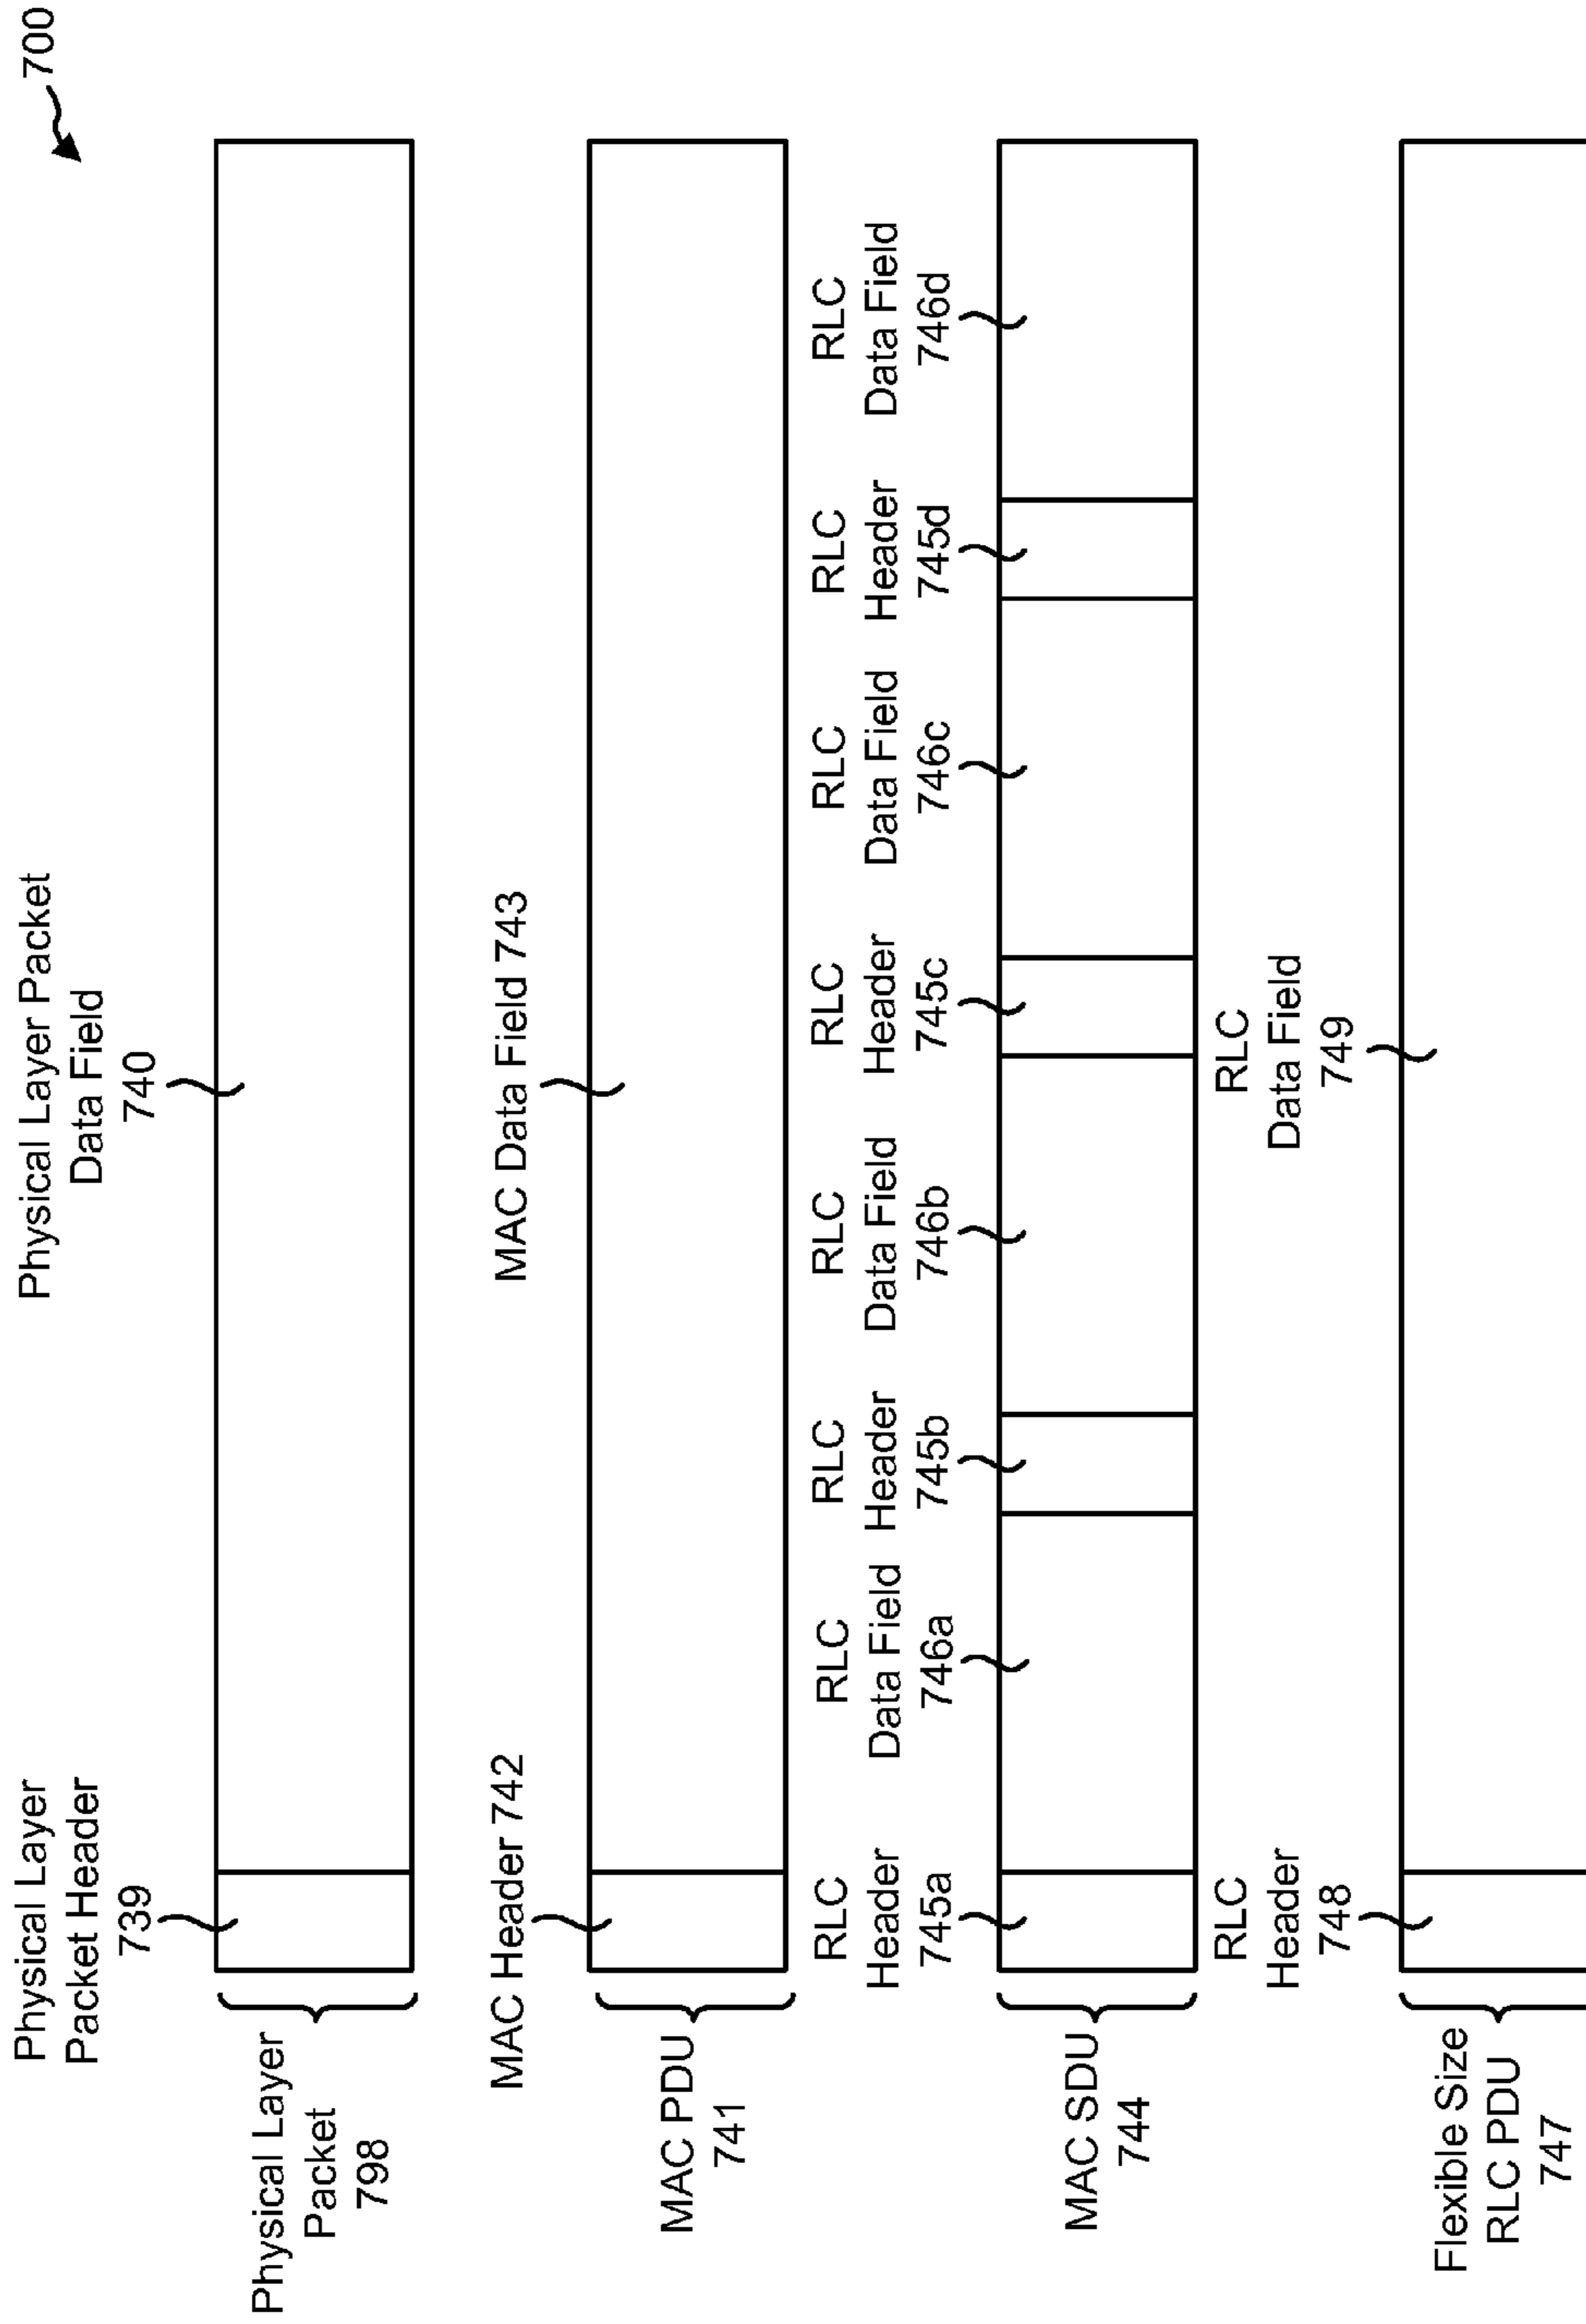 700
Physical Layer
Packet Header
739
Physical Layer Packet
Data Field
740
Physical Layer
Packet
798
MAC Header 742
MAC Data Field 743
MAC PDU
741
RLC
Header
745a
RLC
Data Field
746a
RLC
Header
745b
RLC
Data Field
746b
RLC
Header
745c
RLC
Data Field
746c
RLC
Header
745d
RLC
Data Field
746d
MAC SDU
744
RLC
Header
748
RLC
Data Field
749
Flexible Size
RLC PDU
747